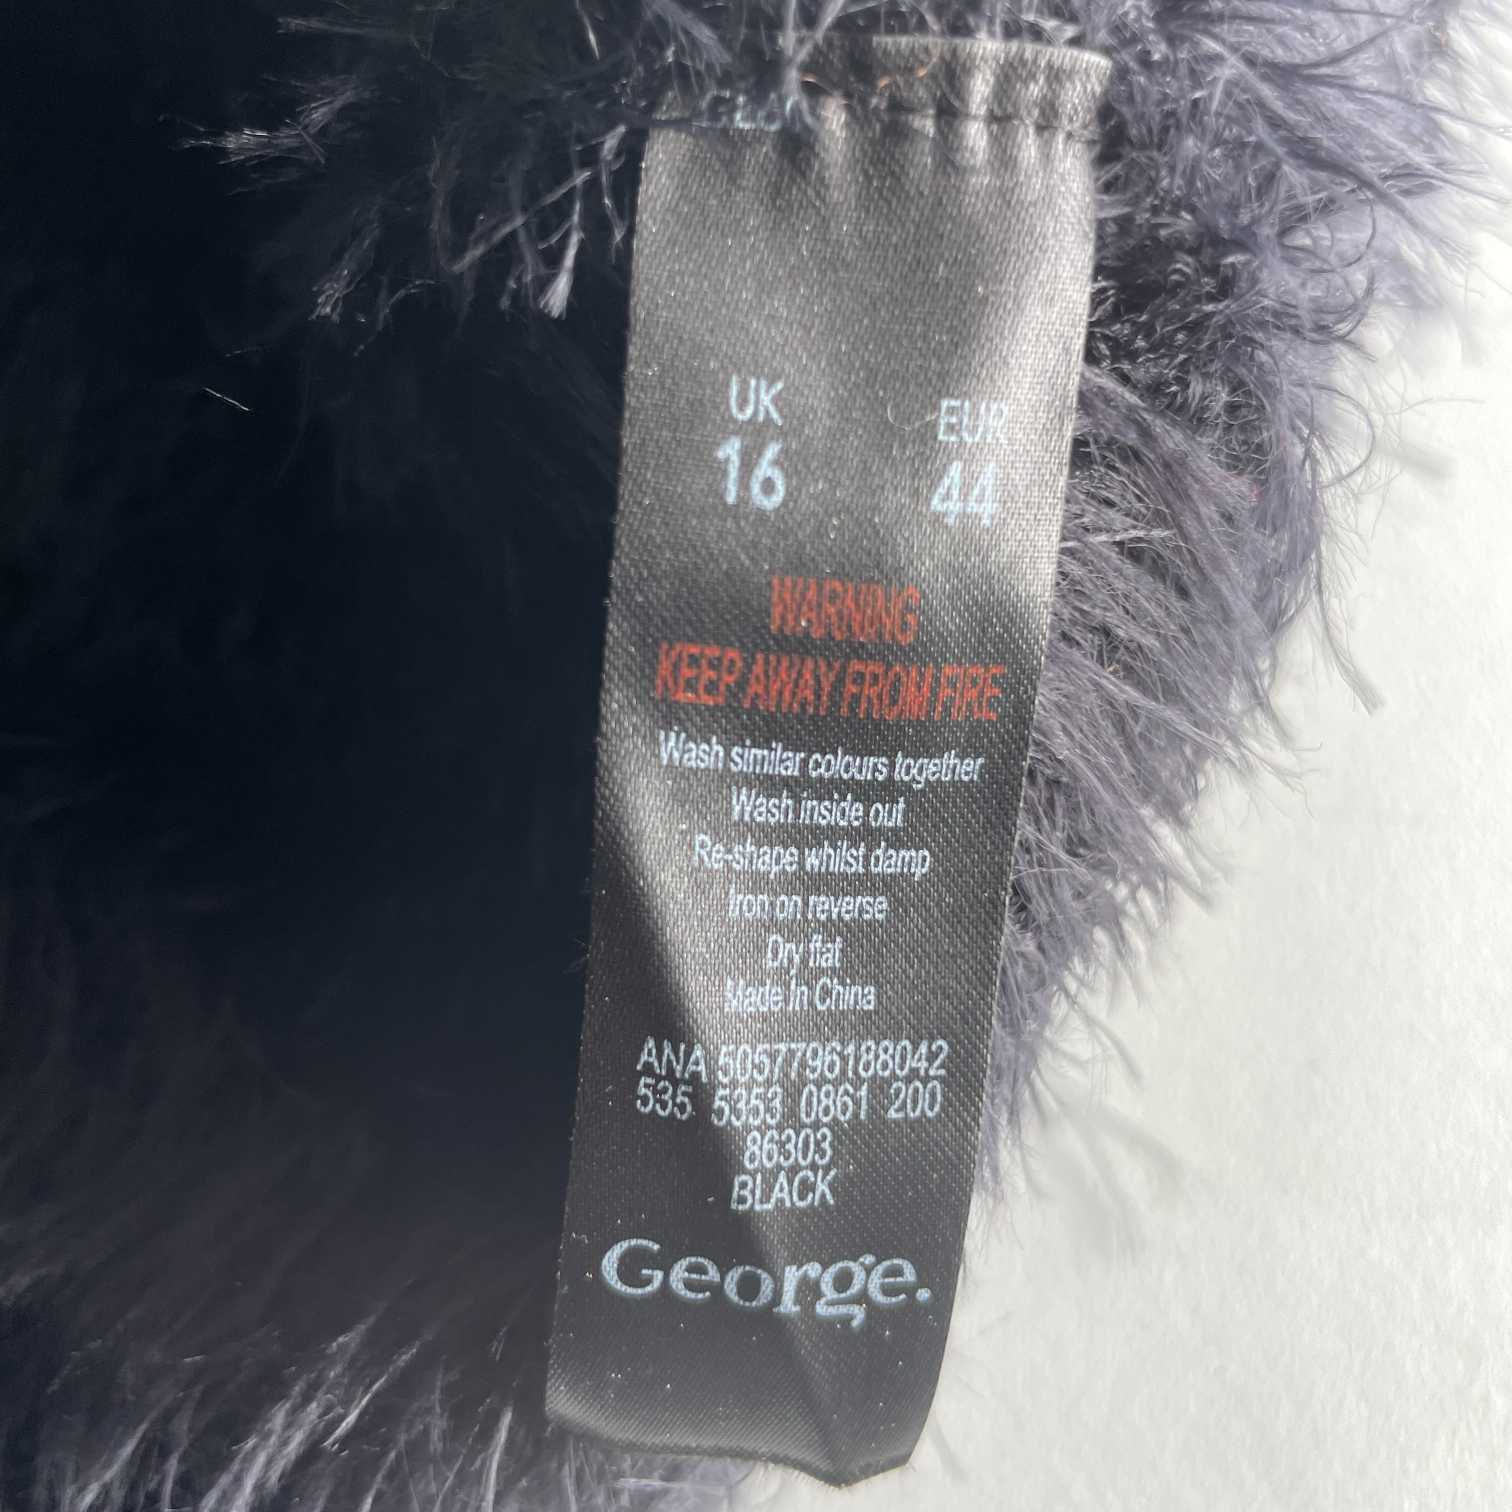 UK EUR
16 44
WARNING
KEEP AWAY FROM FIRE
Wash similar colours together
Wash inside out
Re-shape whilst damp
Iron on reverse
Dry flat
Made in China
ANA 5057796188042
535 5353 0861 200
86303
BLACK
George.